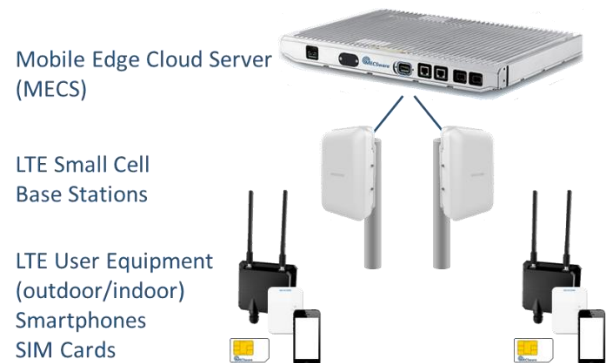 Mobile Edge Cloud Server
(MECS)
LTE Small Cell
Base Stations
LTE User Equipment
(outdoor/indoor)
Smartphones
SIM Cards